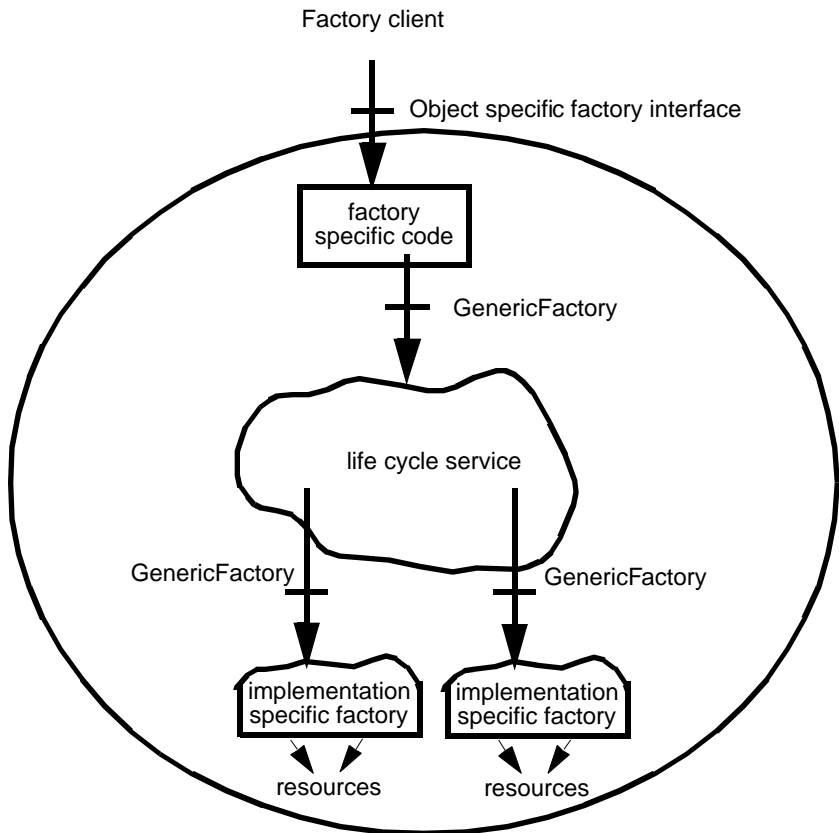 Factory client
Object specific factory interface
factory
specific code
GenericFactory
life cycle service
GenericFactory
GenericFactory
implementation
specific factory
implementation
specific factory
resources
resources